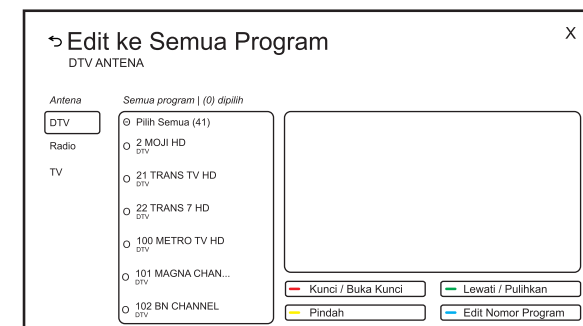 Edit ke Semua Program
X
DTV ANTENA
Antena
Semua program | (0) dipilih
DTV
Radio
TV
Pilih Semua (41)
2 MOJI HD
DTV
21 TRANS TV HD
DTV
22 TRANS 7 HD
DTV
100 METRO TV HD
DTV
101 MAGNA CHAN...
DTV
102 BN CHANNEL
DTV
Kunci / Buka Kunci
Lewati / Pulihkan
Pindah
Edit Nomor Program